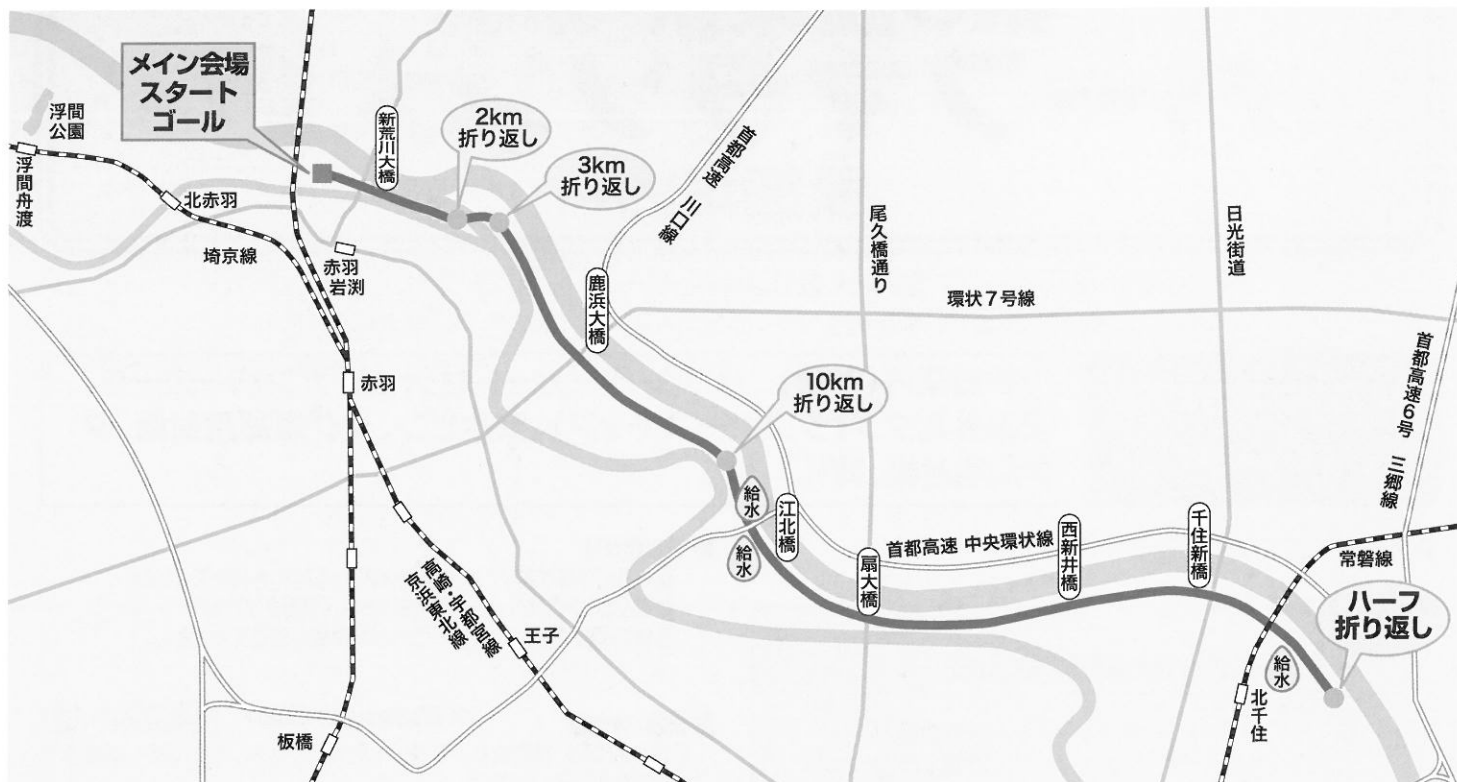 メイン会場
スタート
ゴール
浮間
公園
浮間舟渡
北赤羽
埼京線
赤羽
岩渕
新荒川大橋
2km
折り返し
3km
折り返し
首都高速 川口線
鹿浜大橋
尾久橋通り
日光街道
環状7号線
首都高速6号 三郷線
赤羽
10km
折り返し
給水
給水
江北橋
扇大橋
首都高速 中央環状線
西新井橋
千住新橋
常磐線
ハーフ
折り返し
給水
北千住
高崎・宇都宮線
京浜東北線
王子
板橋